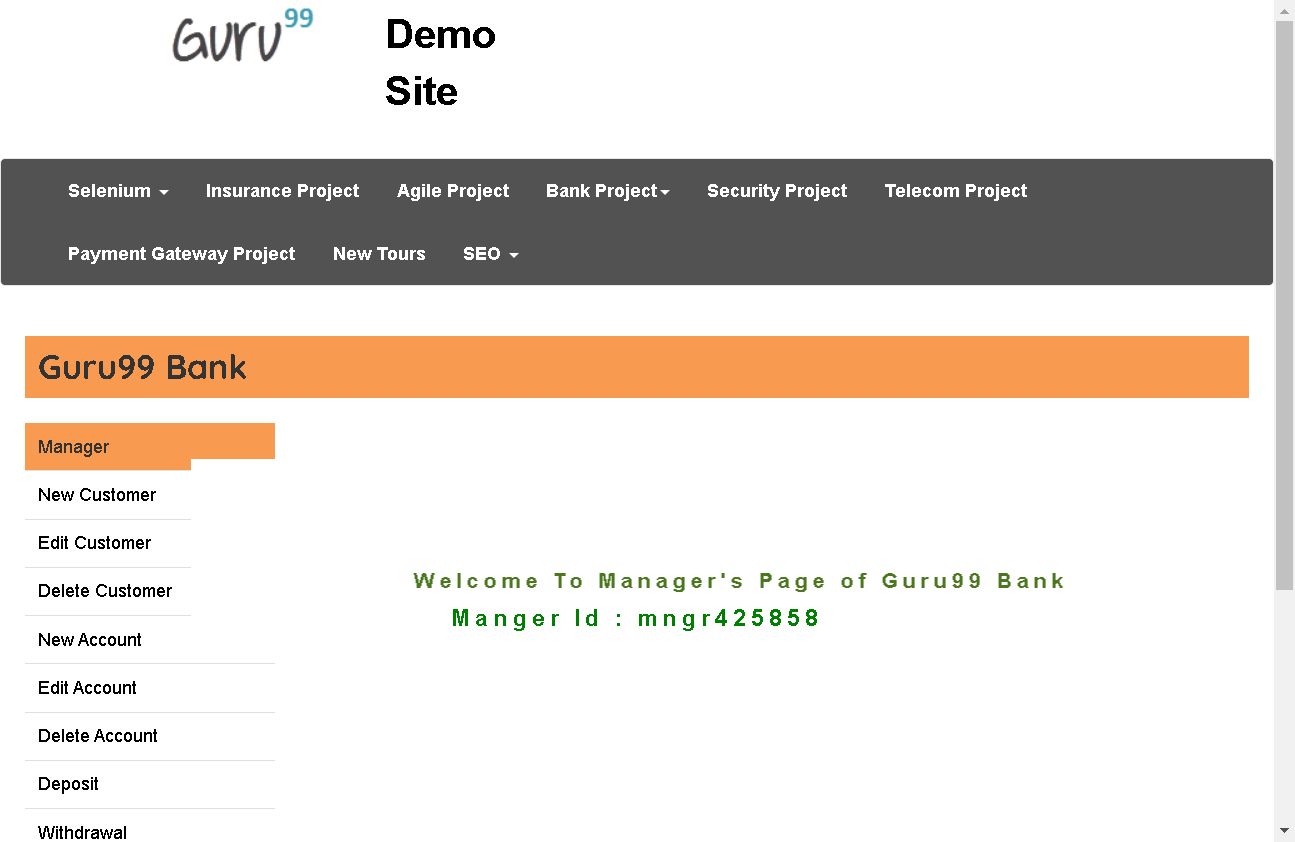 Guru99
Demo
Site
Selenium Insurance Project Agile Project Bank Project Security Project Telecom Project
Payment Gateway Project New Tours SEO
Guru99 Bank
Manager
New Customer
Edit Customer
Delete Customer
New Account
Edit Account
Delete Account
Deposit
Withdrawal
Welcome To Manager's Page of Guru99 Bank
Manger Id : mngr425858